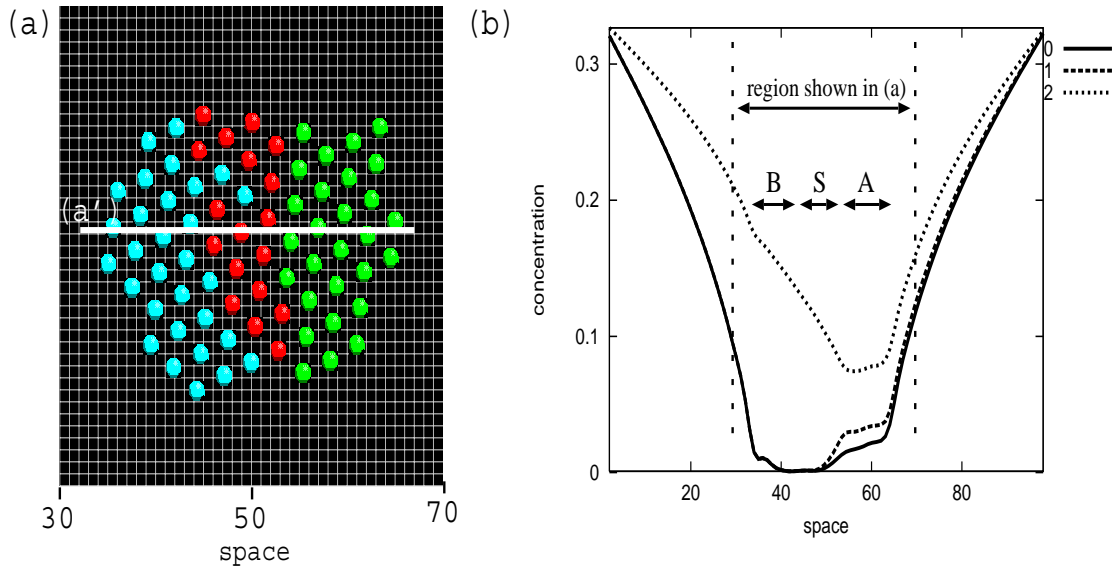 (a)
(a')
30 50 70
space
(b)
0
1
2
region shown in (a)
B S A
concentration
0.3
0.2
0.1
0
20 40 60 80
space